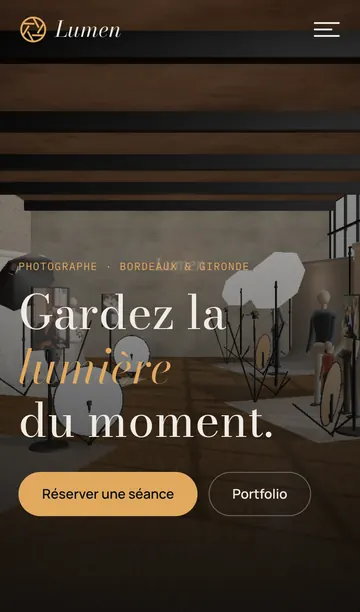 Lumen
PHOTOGRAPHE · BORDEAUX & GIRONDE
Gardez la
lumière
du moment.
Réserver une séance
Portfolio